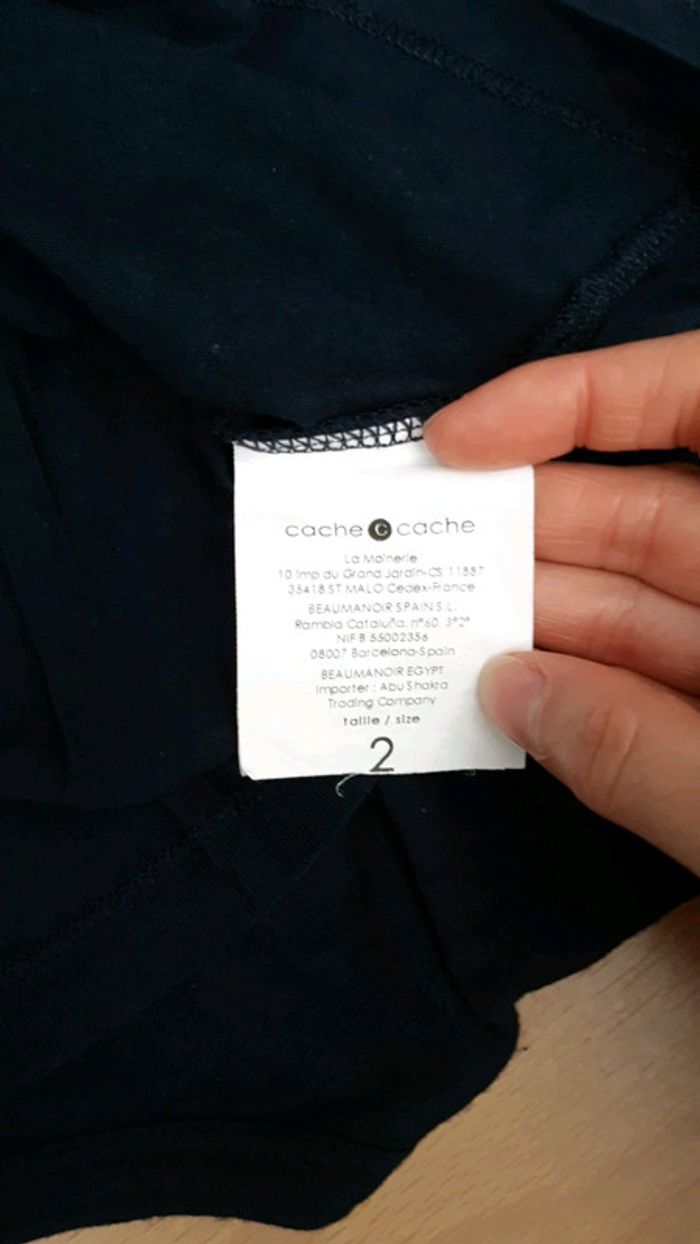 cache c cache
La Moinerie
10 imp du Grand Jardin-CS 11887
35418 ST MALO Cedex-France
BEAUMANOIR SPAIN S.L.
Rambla Cataluña, nº60, 3º2ª
NIF B 55002356
08007 Barcelona-Spain
BEAUMANOIR EGYPT
Importer : Abu Shakra
Trading Company
taille / size
2